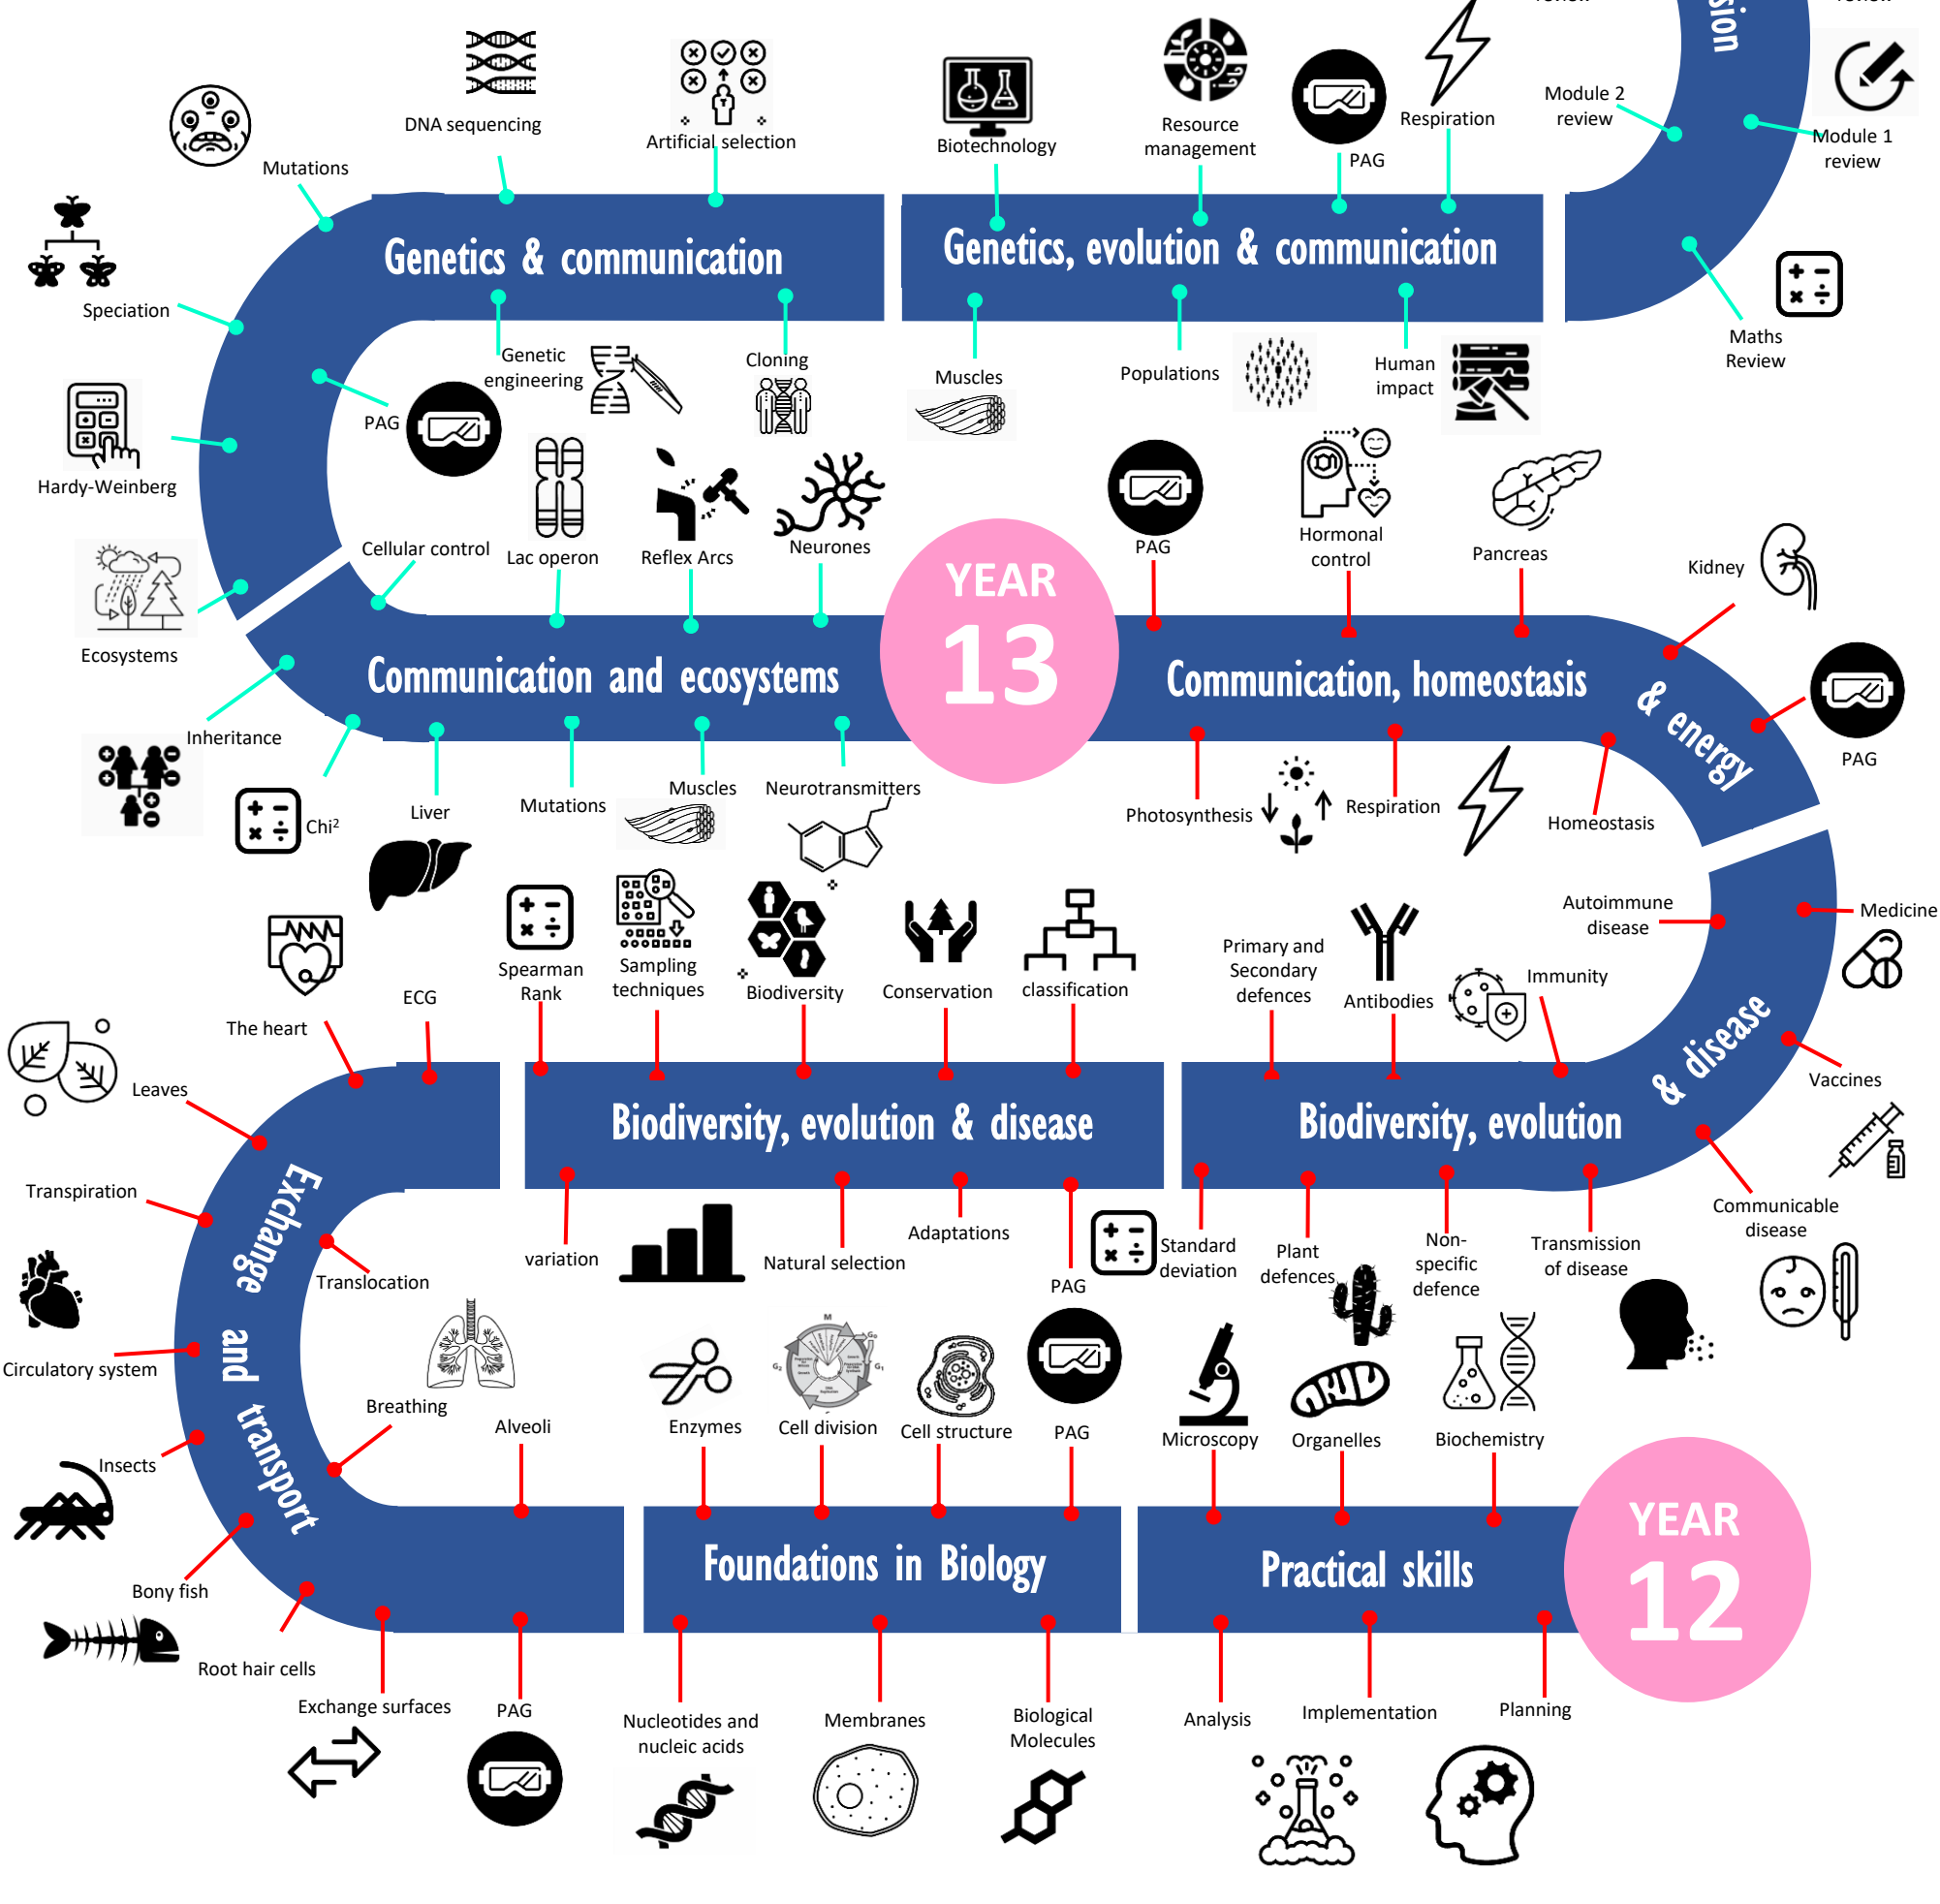 review
review
sion
DNA sequencing
Artificial selection
Biotechnology
Resource
management
PAG
Respiration
Module 2
review
Module 1
review
Mutations
Genetics & communication
Genetics, evolution & communication
Speciation
Maths
Review
Genetic
engineering
Cloning
Muscles
Populations
Human
impact
PAG
Hardy-Weinberg
Cellular control
Lac operon
Reflex Arcs
Neurones
PAG
Hormonal
control
Pancreas
Kidney
Ecosystems
YEAR
13
Communication and ecosystems
Communication, homeostasis
& energy
PAG
Inheritance
Chi²
Liver
Mutations
Muscles
Neurotransmitters
Photosynthesis
Respiration
Homeostasis
Autoimmune
disease
Medicine
Spearman
Rank
Sampling
techniques
Biodiversity
Conservation
classification
Primary and
Secondary
defences
Antibodies
Immunity
ECG
The heart
Leaves
Vaccines
Biodiversity, evolution & disease
Biodiversity, evolution
& disease
Transpiration
Exchange
and
transport
Translocation
variation
Natural selection
Adaptations
PAG
Standard
deviation
Plant
defences
Non-
specific
defence
Transmission
of disease
Communicable
disease
Circulatory system
Breathing
Alveoli
M
G₀
G₁
G₂
Enzymes
Cell division
Cell structure
PAG
Microscopy
Organelles
Biochemistry
Insects
Bony fish
Foundations in Biology
Practical skills
YEAR
12
Root hair cells
Exchange surfaces
PAG
Nucleotides and
nucleic acids
Membranes
Biological
Molecules
Analysis
Implementation
Planning